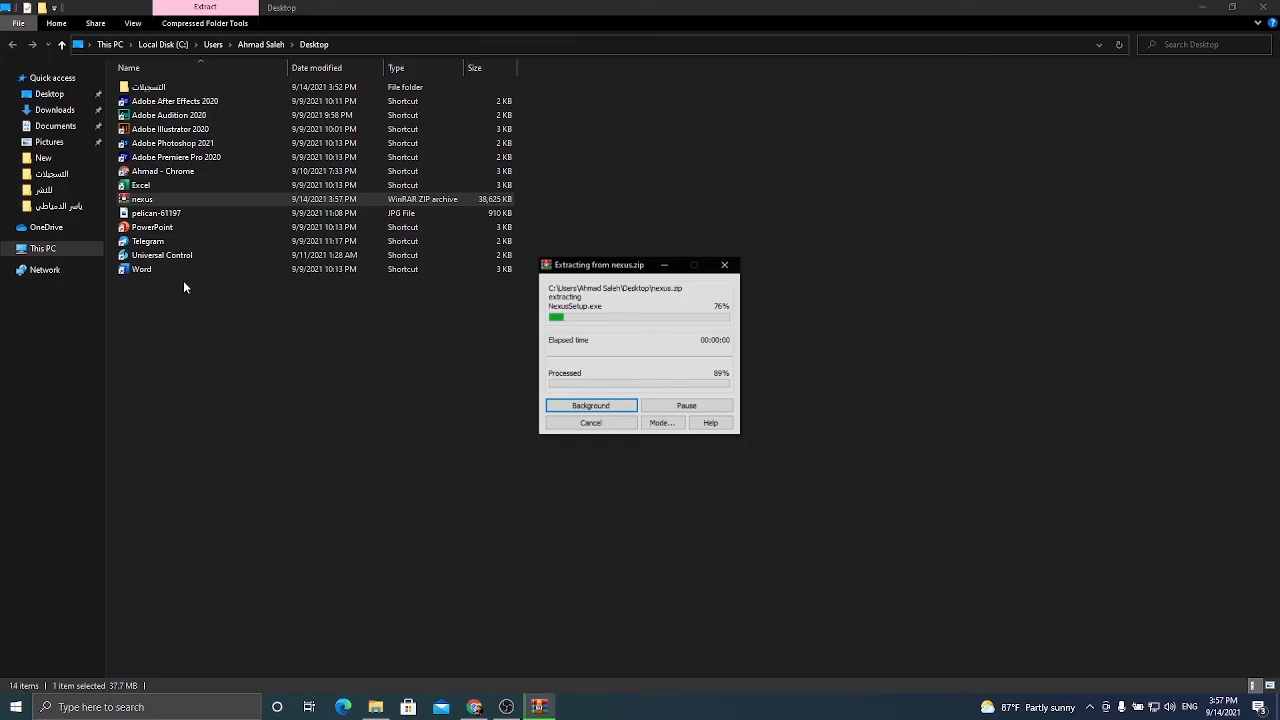 Extract
Desktop
File
Home
Share
View
Compressed Folder Tools
This PC
Local Disk (C:)
Users
Ahmad Saleh
Desktop
Search Desktop
Quick access
Desktop
Downloads
Documents
Pictures
New
التسجيلات
للنشر
ياسر الدمياطي
OneDrive
This PC
Network
Name
Date modified
Type
Size
التسجيلات 9/14/2021 3:52 PM File folder
Adobe After Effects 2020 9/9/2021 10:11 PM Shortcut 2 KB
Adobe Audition 2020 9/9/2021 9:58 PM Shortcut 2 KB
Adobe Illustrator 2020 9/9/2021 10:01 PM Shortcut 3 KB
Adobe Photoshop 2021 9/9/2021 10:13 PM Shortcut 2 KB
Adobe Premiere Pro 2020 9/9/2021 10:13 PM Shortcut 2 KB
Ahmad - Chrome 9/10/2021 7:33 PM Shortcut 3 KB
Excel 9/9/2021 10:13 PM Shortcut 3 KB
nexus 9/14/2021 3:57 PM WinRAR ZIP archive 38,625 KB
pelican-61197 9/9/2021 11:08 PM JPG File 910 KB
PowerPoint 9/9/2021 10:13 PM Shortcut 3 KB
Telegram 9/9/2021 11:17 PM Shortcut 2 KB
Universal Control 9/11/2021 1:28 AM Shortcut 2 KB
Word 9/9/2021 10:13 PM Shortcut 3 KB
Extracting from nexus.zip
C:\Users\Ahmad Saleh\Desktop\nexus.zip
extracting
NexusSetup.exe 76%
Elapsed time 00:00:00
Processed 89%
Background
Pause
Cancel
Mode...
Help
14 items
1 item selected 37.7 MB
Type here to search
87°F Partly sunny
3:57 PM
9/14/2021